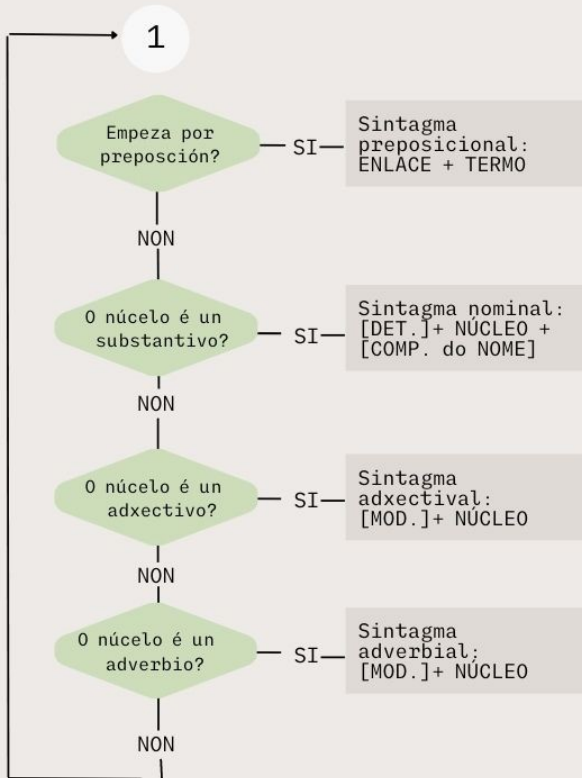 1
Empeza por
preposción?
SI
Sintagma
preposicional:
ENLACE + TERMO
NON
O núcelo é un
substantivo?
SI
Sintagma nominal:
[DET.]+ NÚCLEO +
[COMP. do NOME]
NON
O núcelo é un
adxectivo?
SI
Sintagma
adxectival:
[MOD.]+ NÚCLEO
NON
O núcelo é un
adverbio?
SI
Sintagma
adverbial:
[MOD.]+ NÚCLEO
NON